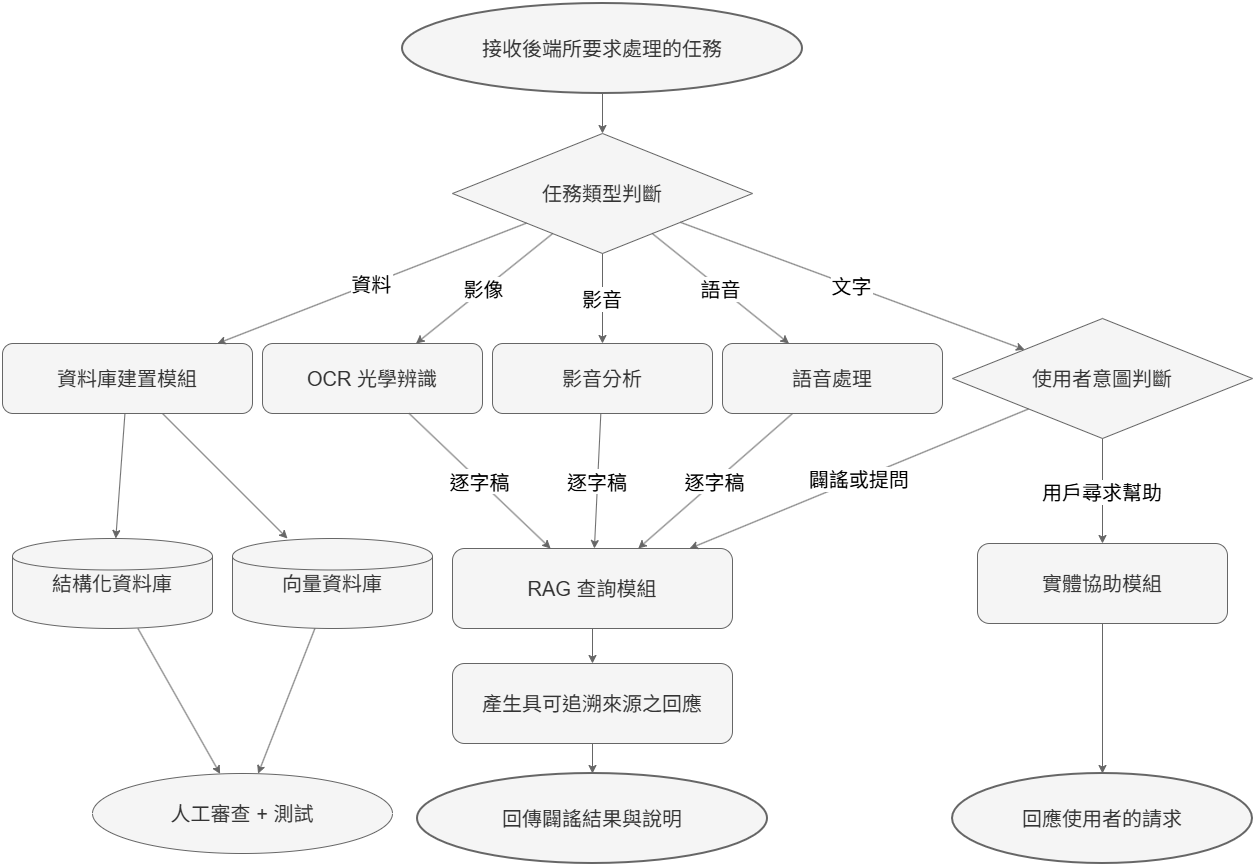 接收後端所要求處理的任務
任務類型判斷
資料
影像
影音
語音
文字
資料庫建置模組
OCR 光學辨識
影音分析
語音處理
使用者意圖判斷
逐字稿
逐字稿
逐字稿
闢謠或提問
用戶尋求幫助
結構化資料庫
向量資料庫
RAG 查詢模組
實體協助模組
產生具可追溯來源之回應
人工審查 + 測試
回傳闢謠結果與說明
回應使用者的請求